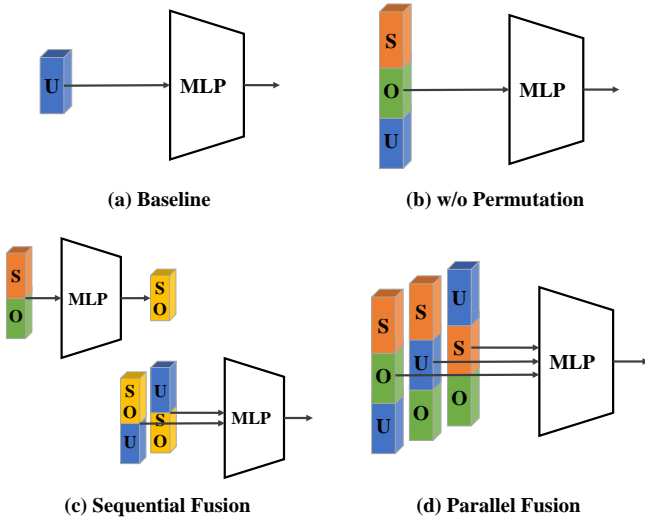 U
MLP
(a) Baseline
S
O
U
MLP
(b) w/o Permutation
S
O
MLP
S
O
S
O
U
U
S
O
MLP
(c) Sequential Fusion
S
O
U
S
U
O
U
S
O
MLP
(d) Parallel Fusion